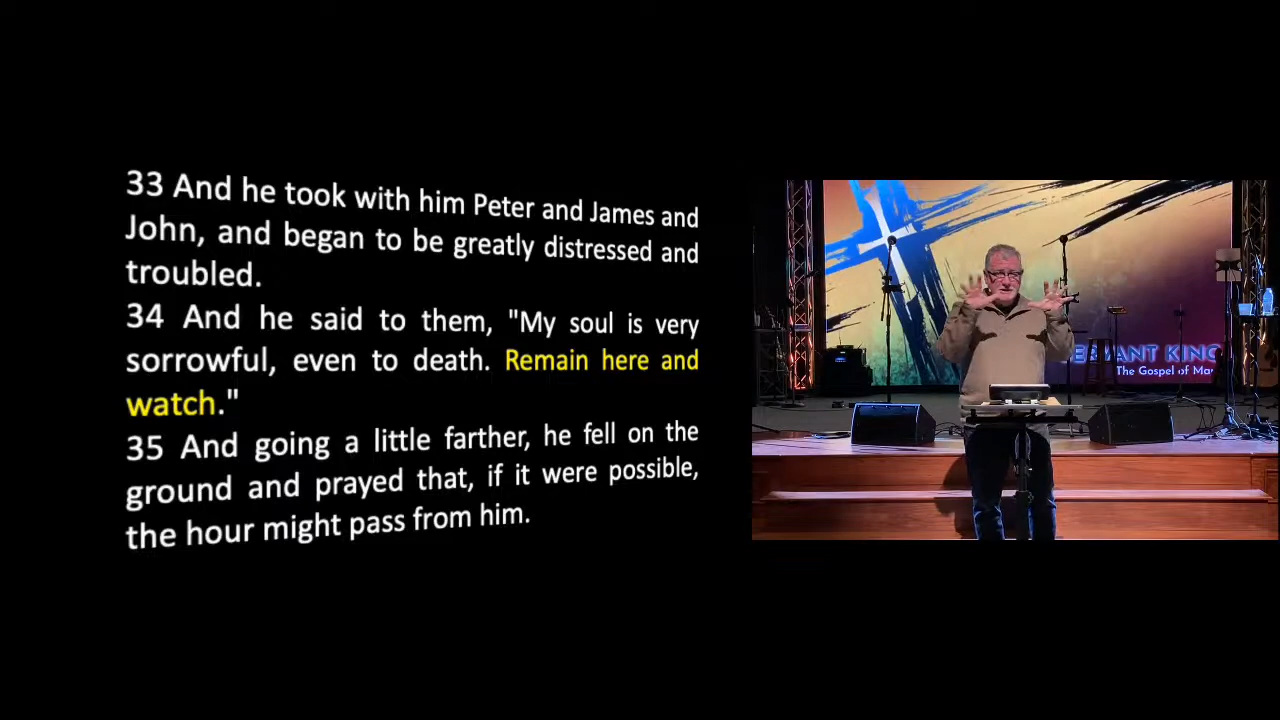 33 And he took with him Peter and James and
John, and began to be greatly distressed and
troubled.
34 And he said to them, "My soul is very
sorrowful, even to death. Remain here and
watch."
35 And going a little farther, he fell on the
ground and prayed that, if it were possible,
the hour might pass from him.
KING
The Gospel of